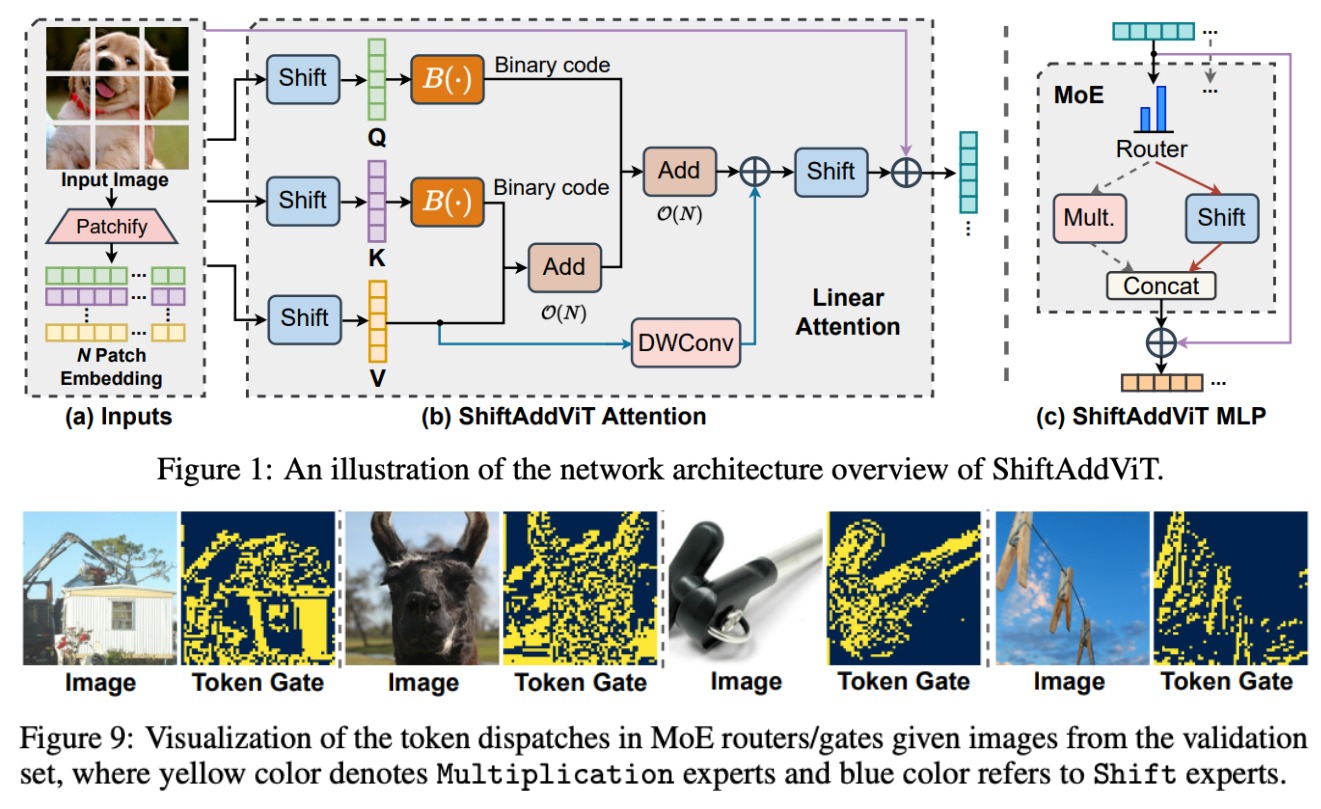 Input Image
Patchify
...
...
N Patch
Embedding
(a) Inputs
Shift
Q
B(·)
Binary code
Shift
K
B(·)
Binary code
Shift
V
Add
O(N)
Add
O(N)
DWConv
Shift
Linear
Attention
(b) ShiftAddViT Attention
...
...
MoE
Router
Mult.
Shift
Concat
...
(c) ShiftAddViT MLP
Figure 1: An illustration of the network architecture overview of ShiftAddViT.
Image Token Gate Image Token Gate Image Token Gate Image Token Gate
Figure 9: Visualization of the token dispatches in MoE routers/gates given images from the validation
set, where yellow color denotes Multiplication experts and blue color refers to Shift experts.